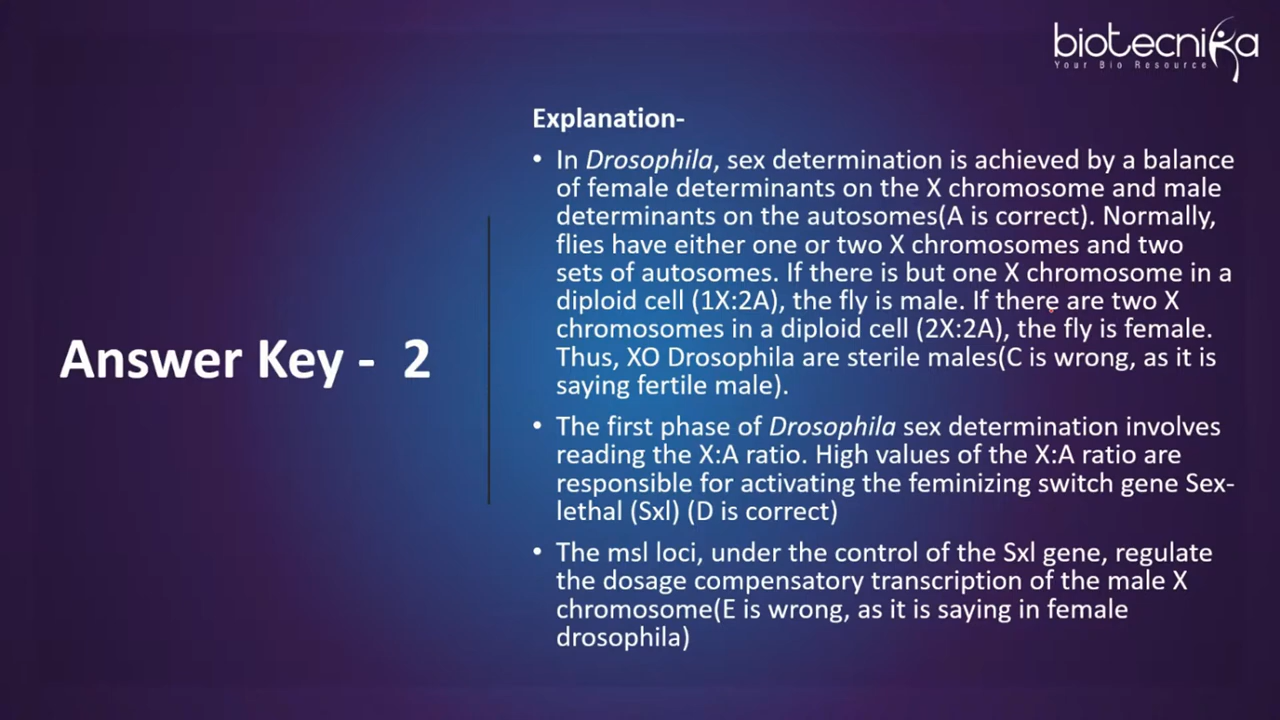 biotecnika
Your Bio Resource
Answer Key - 2
Explanation-
• In Drosophila, sex determination is achieved by a balance
of female determinants on the X chromosome and male
determinants on the autosomes(A is correct). Normally,
flies have either one or two X chromosomes and two
sets of autosomes. If there is but one X chromosome in a
diploid cell (1X:2A), the fly is male. If there are two X
chromosomes in a diploid cell (2X:2A), the fly is female.
Thus, XO Drosophila are sterile males(C is wrong, as it is
saying fertile male).
• The first phase of Drosophila sex determination involves
reading the X:A ratio. High values of the X:A ratio are
responsible for activating the feminizing switch gene Sex-
lethal (Sxl) (D is correct)
• The msl loci, under the control of the Sxl gene, regulate
the dosage compensatory transcription of the male X
chromosome(E is wrong, as it is saying in female
drosophila)